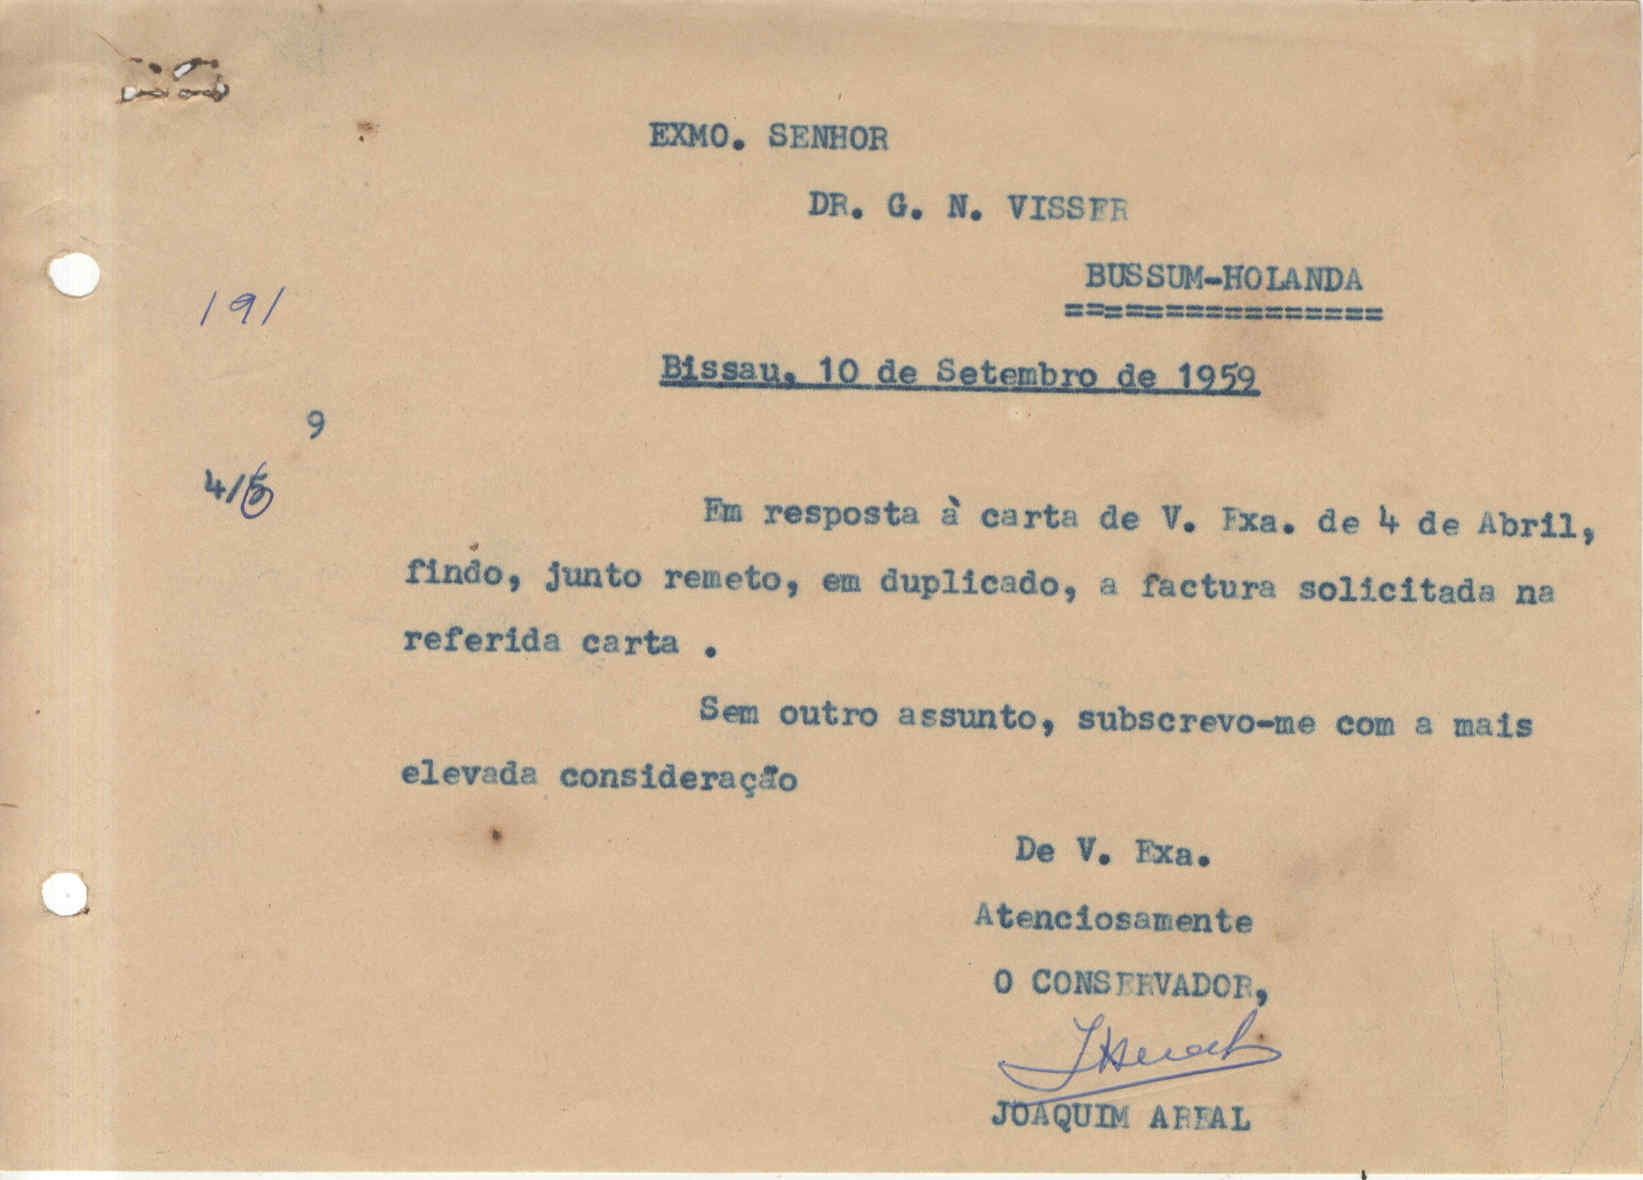 EXMO. SENHOR
DR. G. N. VISSER
BUSSUM-HOLANDA
================
191
Bissau, 10 de Setembro de 1959
9
4/5
Em resposta à carta de V. Exa. de 4 de Abril,
findo, junto remeto, em duplicado, a factura solicitada na
referida carta .
Sem outro assunto, subscrevo-me com a mais
elevada consideração
De V. Exa.
Atenciosamente
O CONSERVADOR,
JOAQUIM AREAL